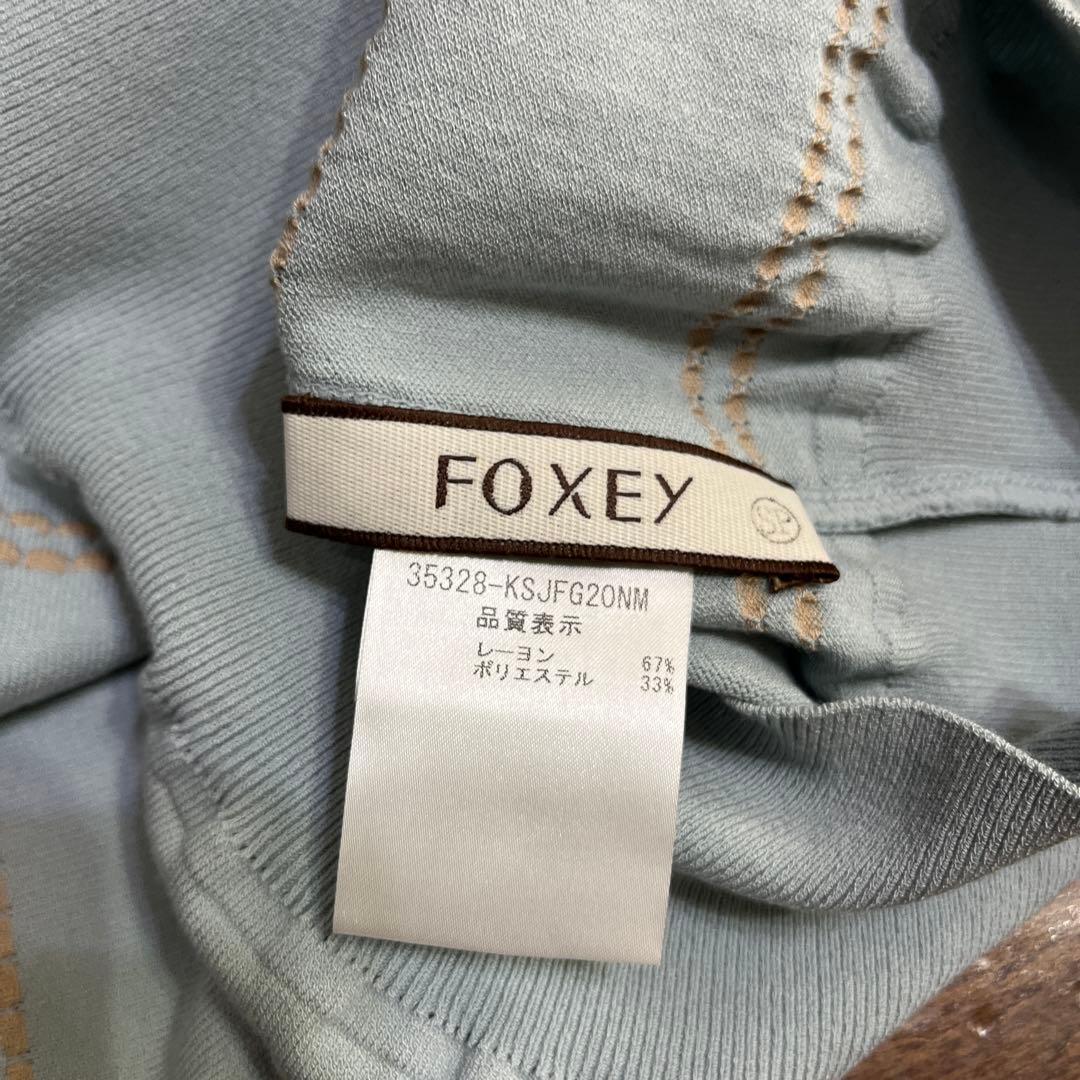 FOXEY
SP
35328-KSJFG20NM
品質表示
レーヨン 67%
ポリエステル 33%